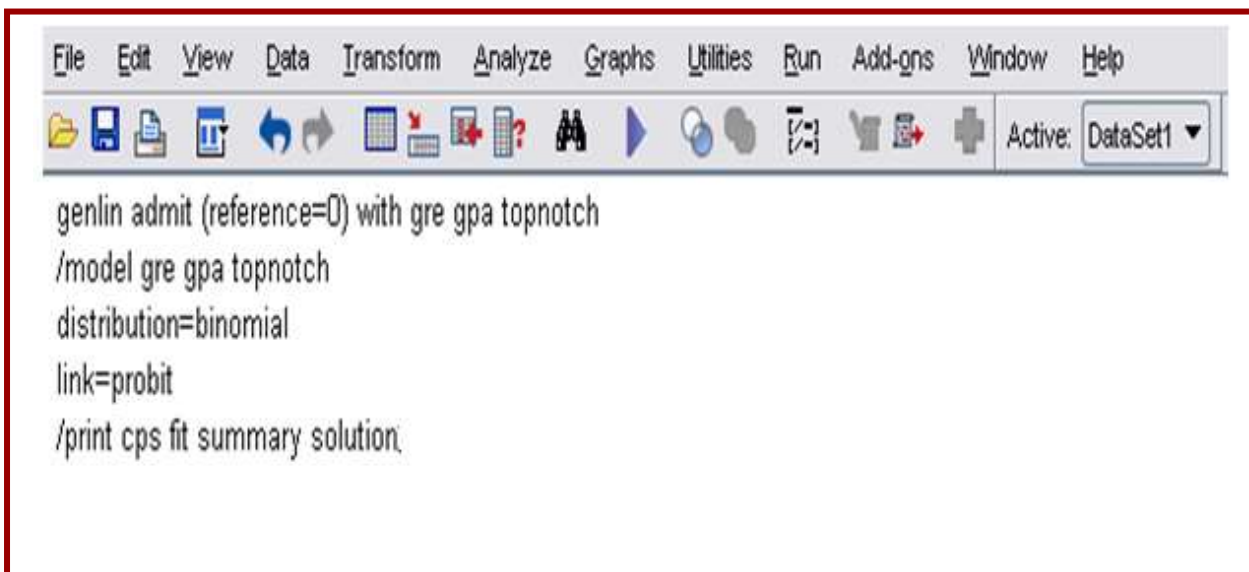 File Edit View Data Transform Analyze Graphs Utilities Run Add-ons Window Help
Active: DataSet1
genlin admit (reference=0) with gre gpa topnotch
/model gre gpa topnotch
distribution=binomial
link=probit
/print cps fit summary solution;